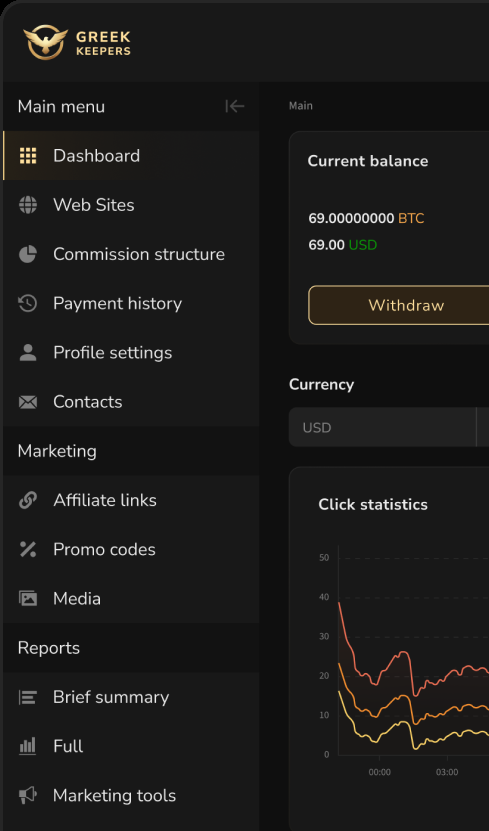 GREEK
KEEPERS
Main menu
Dashboard
Web Sites
Commission structure
Payment history
Profile settings
Contacts
Marketing
Affiliate links
Promo codes
Media
Reports
Brief summary
Full
Marketing tools
Main
Current balance
69.00000000 BTC
69.00 USD
Withdraw
Currency
USD
Click statistics
50
40
30
20
10
0
00:00 03:00